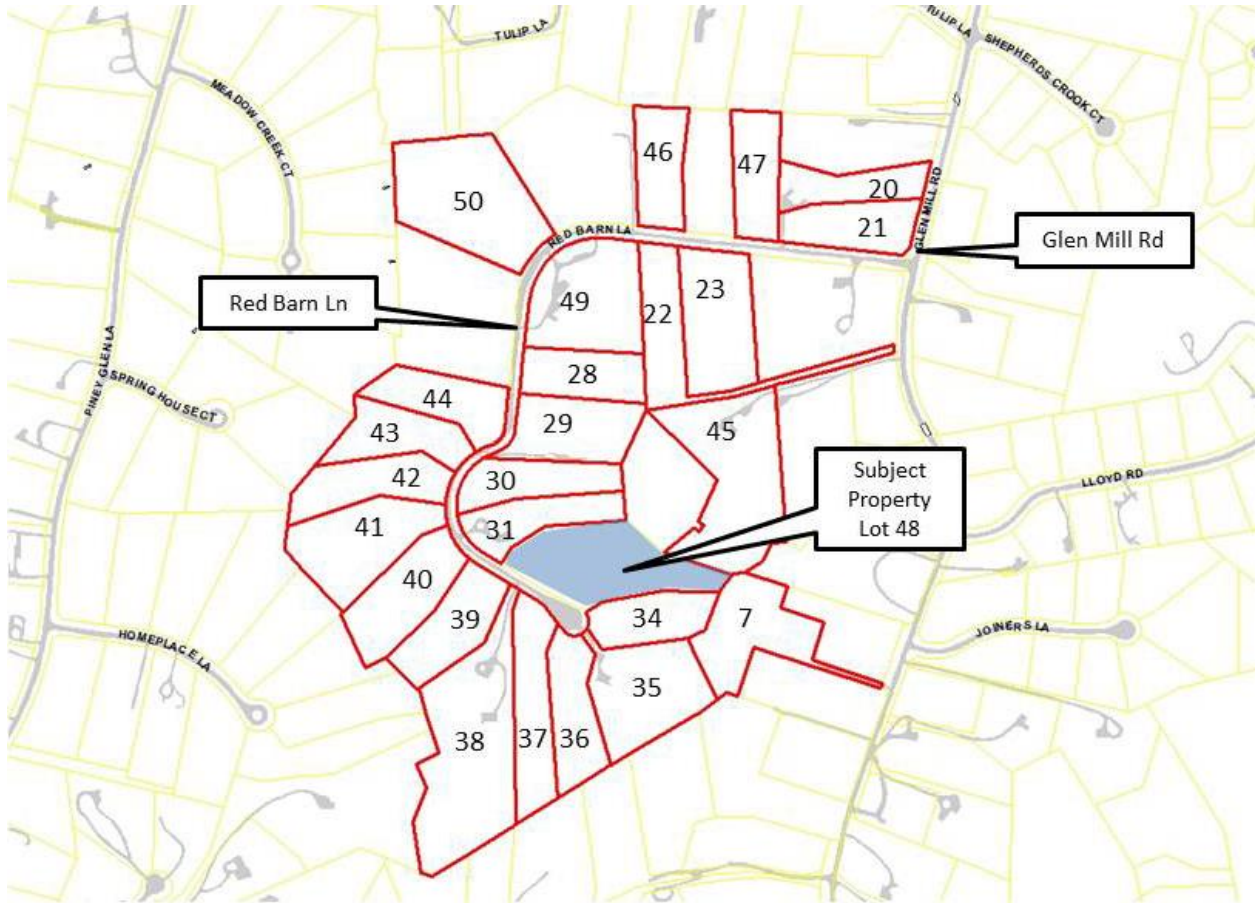 TULIP LA
TULIP LA
SHEPHERDS CROOK CT
MEADOW CREEK CT
46
47
20
50
21
GLEN MILL RD
Glen Mill Rd
RED BARN LA
Red Barn Ln
49
22
23
PINEY GLEN LA
SPRING HOUSE CT
28
44
29
45
43
42
30
Subject
Property
Lot 48
LLOYD RD
41
31
40
39
34
7
JOINERS LA
HOMEPLACE LA
35
38
37
36